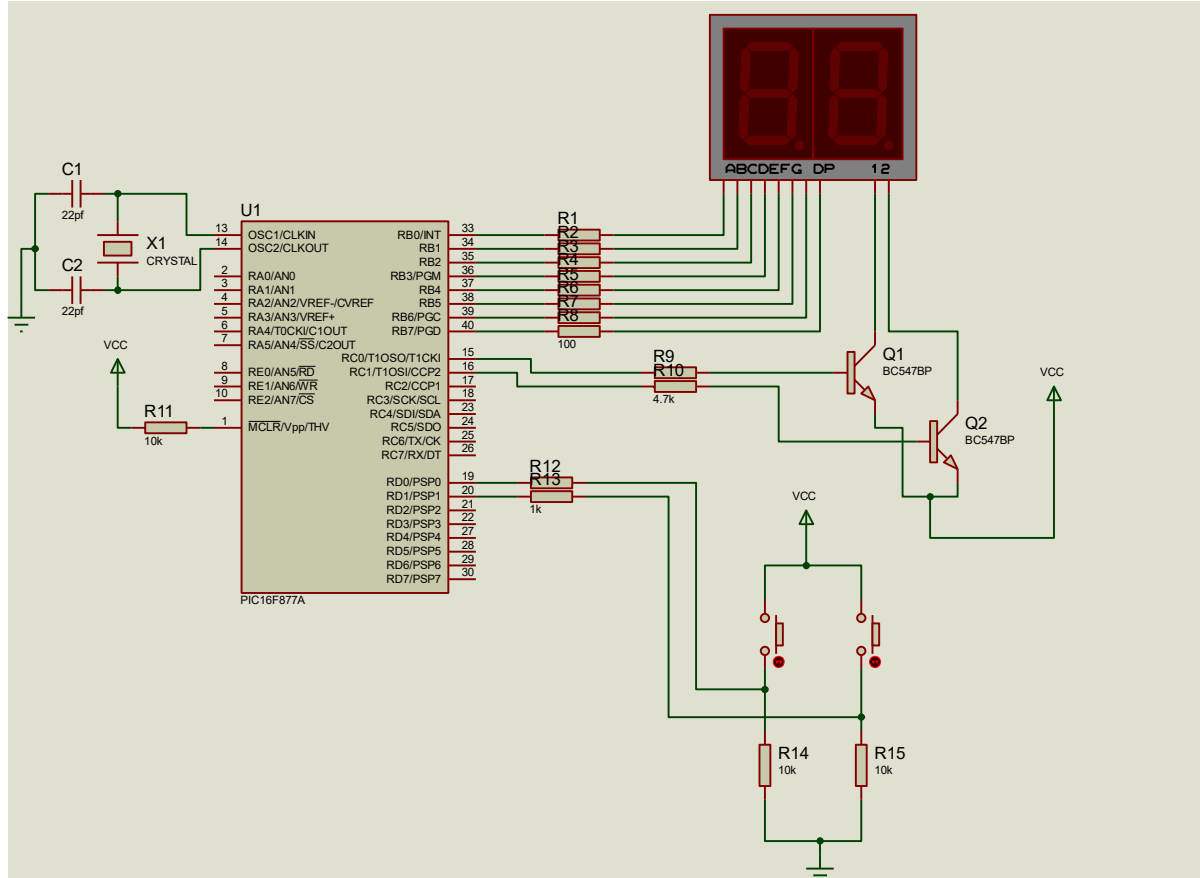 ABCDEFG DP 12
C1
22pf
X1
CRYSTAL
C2
22pf
U1
13 OSC1/CLKIN
14 OSC2/CLKOUT
2 RA0/AN0
3 RA1/AN1
4 RA2/AN2/VREF-/CVREF
5 RA3/AN3/VREF+
6 RA4/T0CKI/C1OUT
7 RA5/AN4/SS/C2OUT
8 RE0/AN5/RD
9 RE1/AN6/WR
10 RE2/AN7/CS
1 MCLR/Vpp/THV
RB0/INT 33
RB1 34
RB2 35
RB3/PGM 36
RB4 37
RB5 38
RB6/PGC 39
RB7/PGD 40
RC0/T1OSO/T1CKI 15
RC1/T1OSI/CCP2 16
RC2/CCP1 17
RC3/SCK/SCL 18
RC4/SDI/SDA 23
RC5/SDO 24
RC6/TX/CK 25
RC7/RX/DT 26
RD0/PSP0 19
RD1/PSP1 20
RD2/PSP2 21
RD3/PSP3 22
RD4/PSP4 27
RD5/PSP5 28
RD6/PSP6 29
RD7/PSP7 30
PIC16F877A
VCC
R11
10k
R1
R2
R3
R4
R5
R6
R7
R8
100
R9
R10
4.7k
Q1
BC547BP
Q2
BC547BP
VCC
R12
R13
1k
VCC
R14
10k
R15
10k